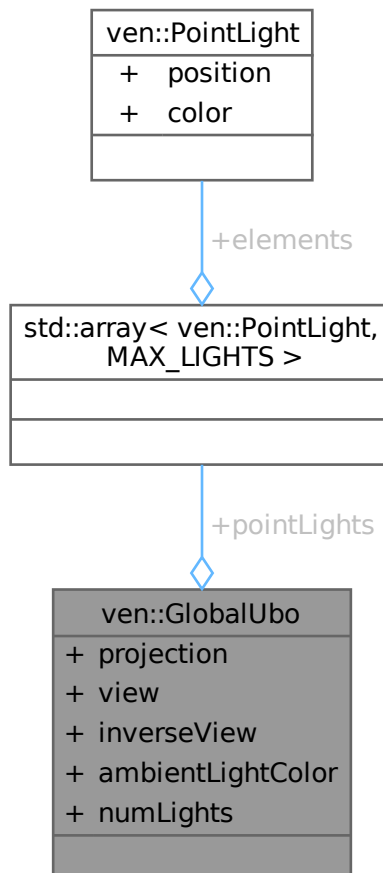 ven::PointLight
+ position
+ color
+elements
std::array< ven::PointLight,
MAX_LIGHTS >
+pointLights
ven::GlobalUbo
+ projection
+ view
+ inverseView
+ ambientLightColor
+ numLights